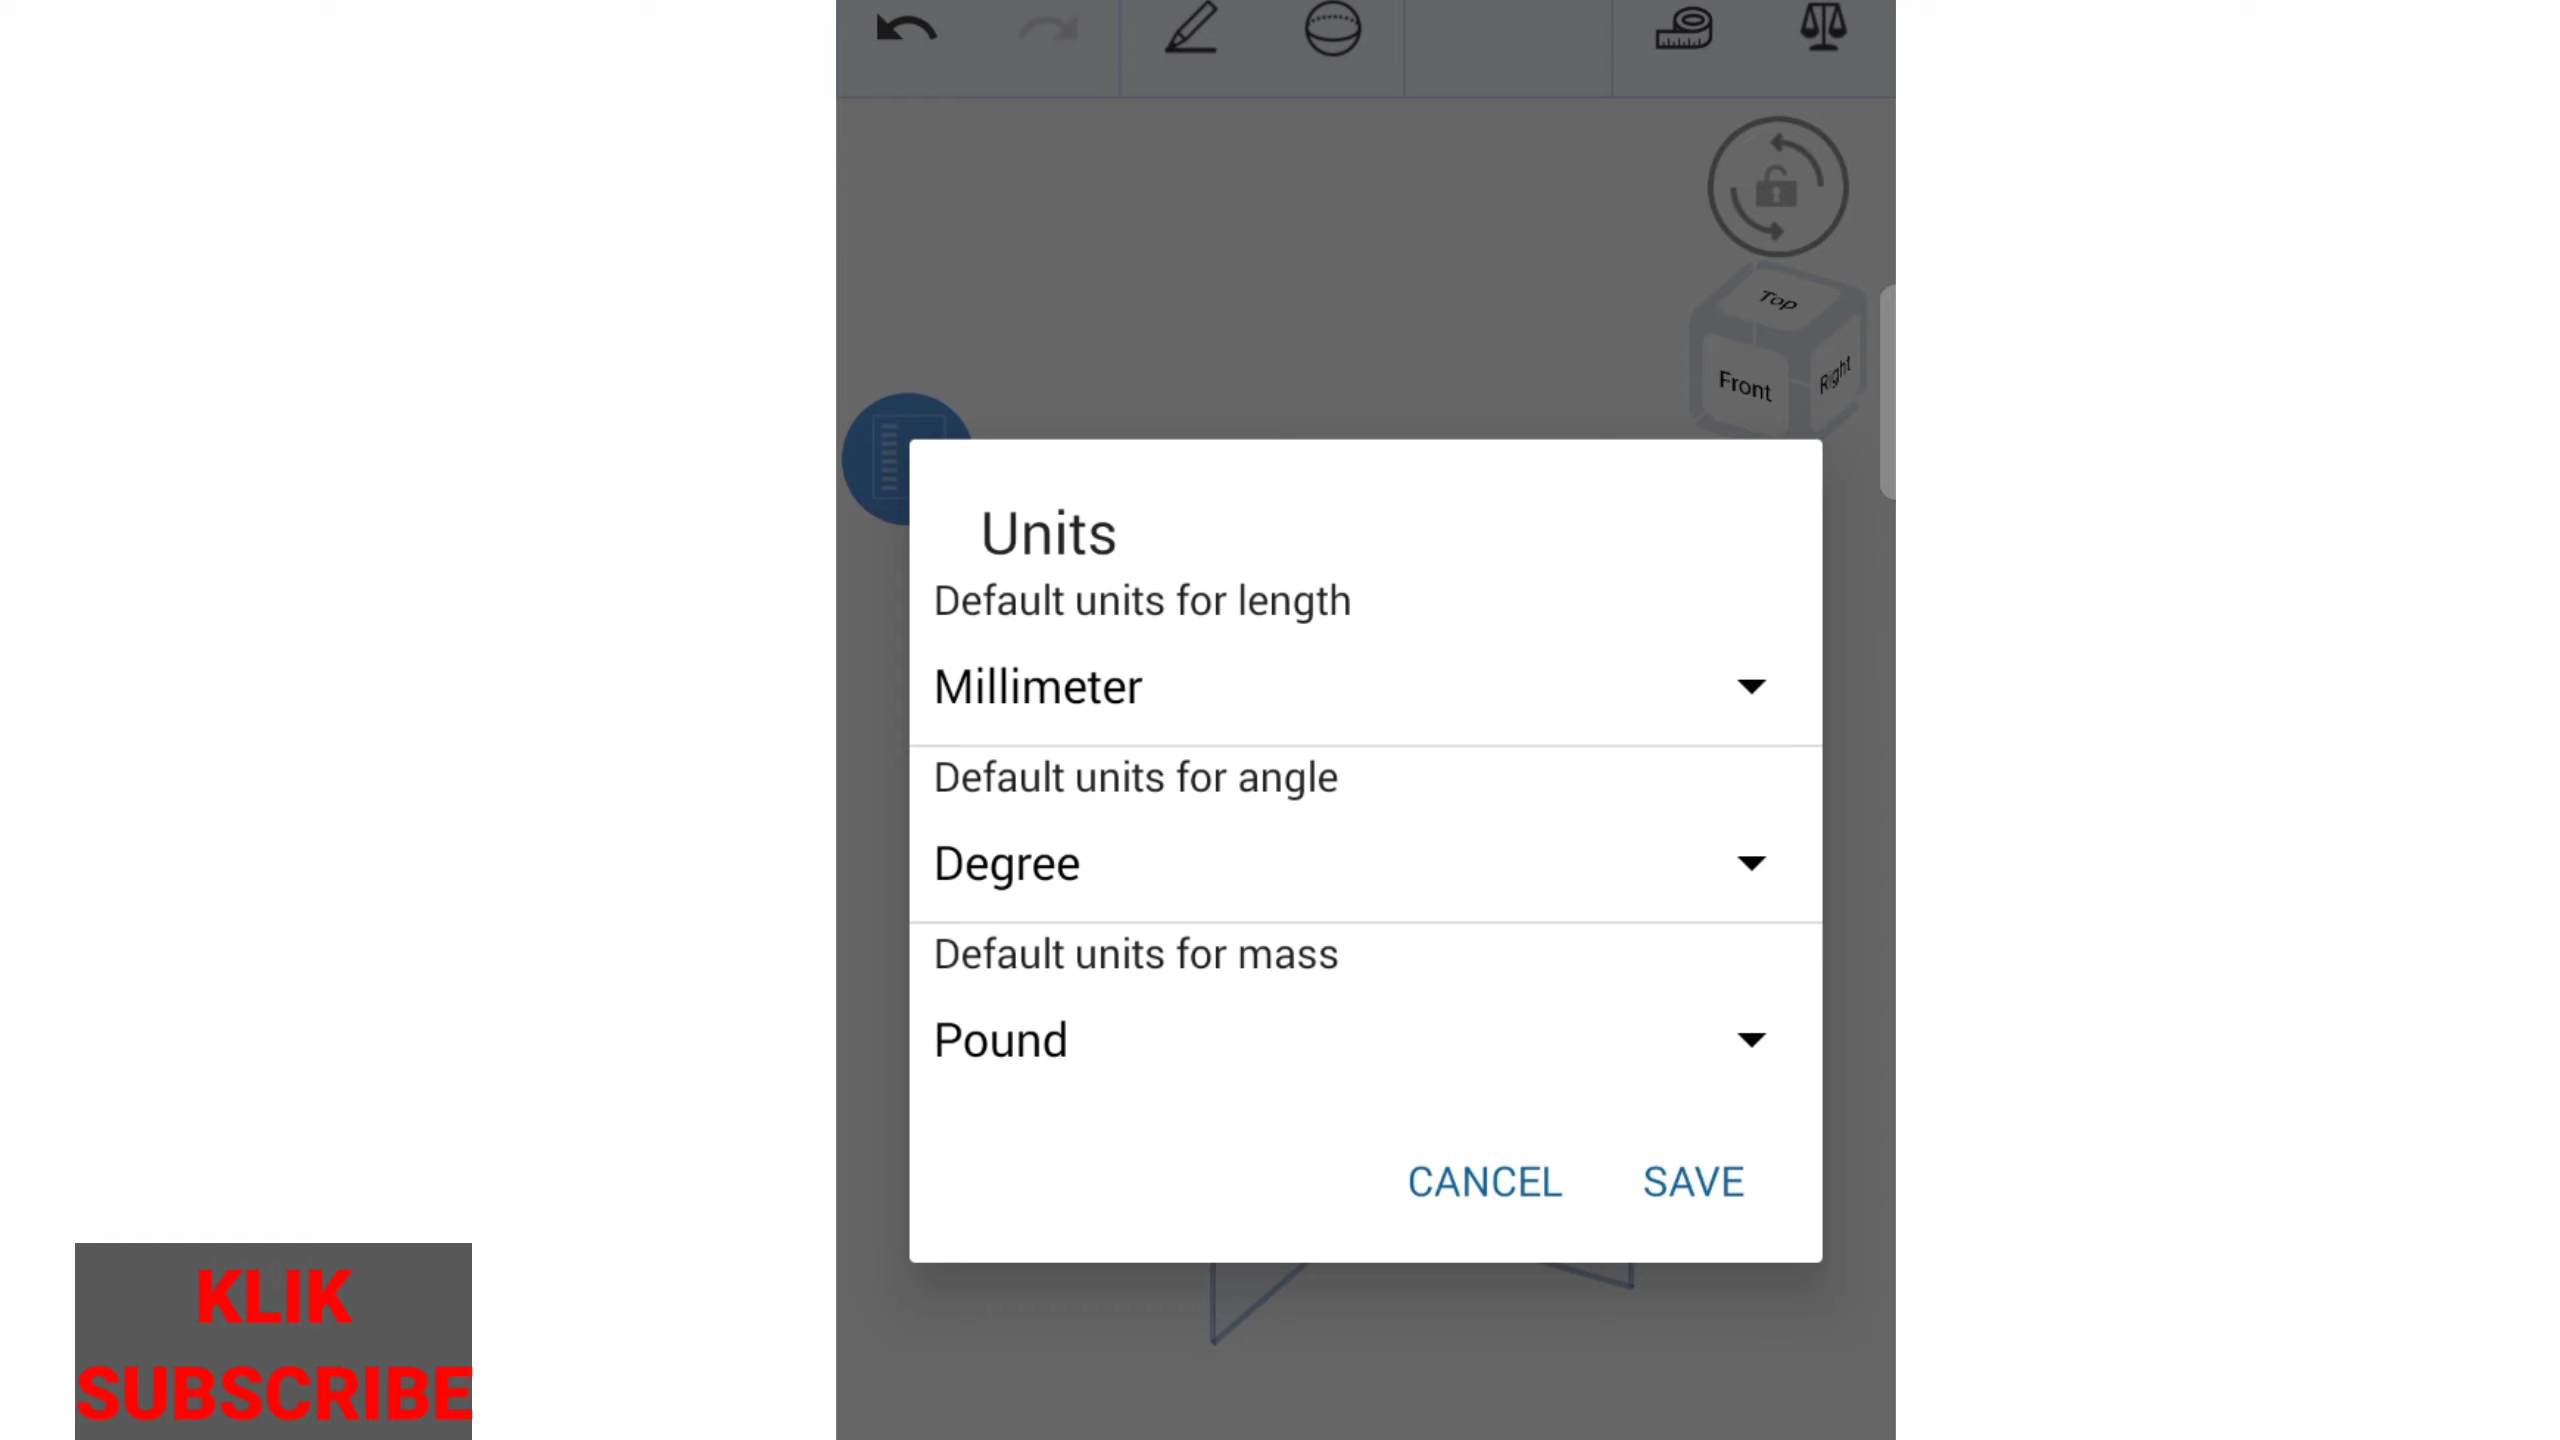 Top
Front
Right
Units
Default units for length
Millimeter
Default units for angle
Degree
Default units for mass
Pound
CANCEL
SAVE
KLIK
SUBSCRIBE